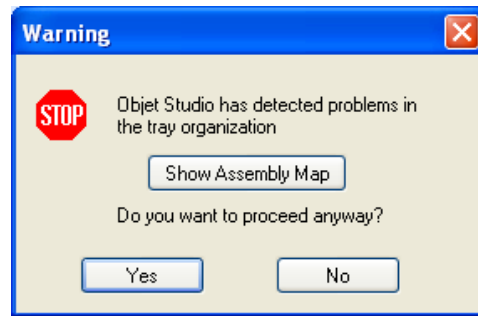 Warning
STOP
Objet Studio has detected problems in
the tray organization
Show Assembly Map
Do you want to proceed anyway?
Yes
No